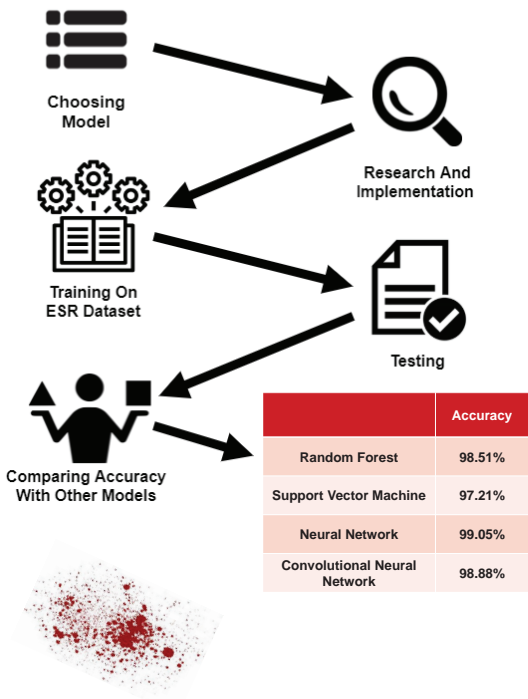 Choosing
Model
Research And
Implementation
Training On
ESR Dataset
Testing
Comparing Accuracy
With Other Models
Accuracy
Random Forest 98.51%
Support Vector Machine 97.21%
Neural Network 99.05%
Convolutional Neural
Network 98.88%